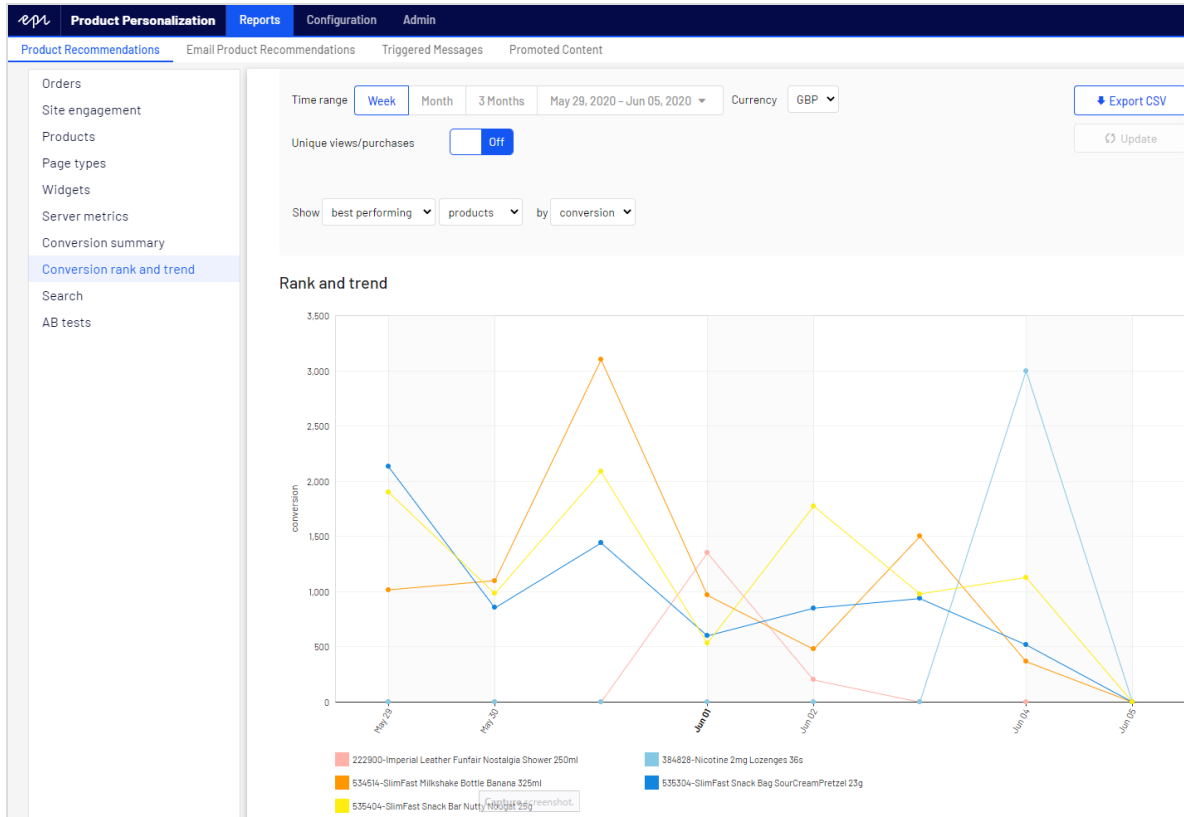 epi Product Personalization Reports Configuration Admin
Product Recommendations Email Product Recommendations Triggered Messages Promoted Content
Orders
Site engagement
Products
Page types
Widgets
Server metrics
Conversion summary
Conversion rank and trend
Search
AB tests
Time range Week Month 3 Months May 29, 2020 - Jun 05, 2020 Currency GBP Export CSV
Unique views/purchases Off Update
Show best performing products by conversion
Rank and trend
3,500
3,000
2,500
2,000
1,500
1,000
500
0
conversion
May 29 May 30 Jun 01 Jun 02 Jun 04 Jun 05
222900-Imperial Leather Funfair Nostalgia Shower 250ml 384828-Nicotine 2mg Lozenges 36s
534514-SlimFast Milkshake Bottle Banana 325ml 535304-SlimFast Snack Bag SourCreamPretzel 23g
535404-SlimFast Snack Bar Nutty Nougat 25g
Capture screenshot.